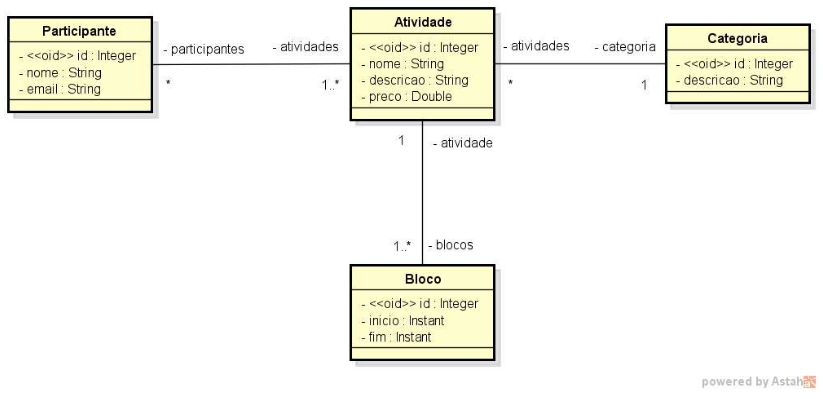 Participante
- <<oid>> id : Integer
- nome : String
- email : String
- participantes
*
- atividades
1..*
Atividade
- <<oid>> id : Integer
- nome : String
- descricao : String
- preco : Double
- atividades
*
- categoria
1
Categoria
- <<oid>> id : Integer
- descricao : String
1
- atividade
1..*
- blocos
Bloco
- <<oid>> id : Integer
- inicio : Instant
- fim : Instant
powered by Astah